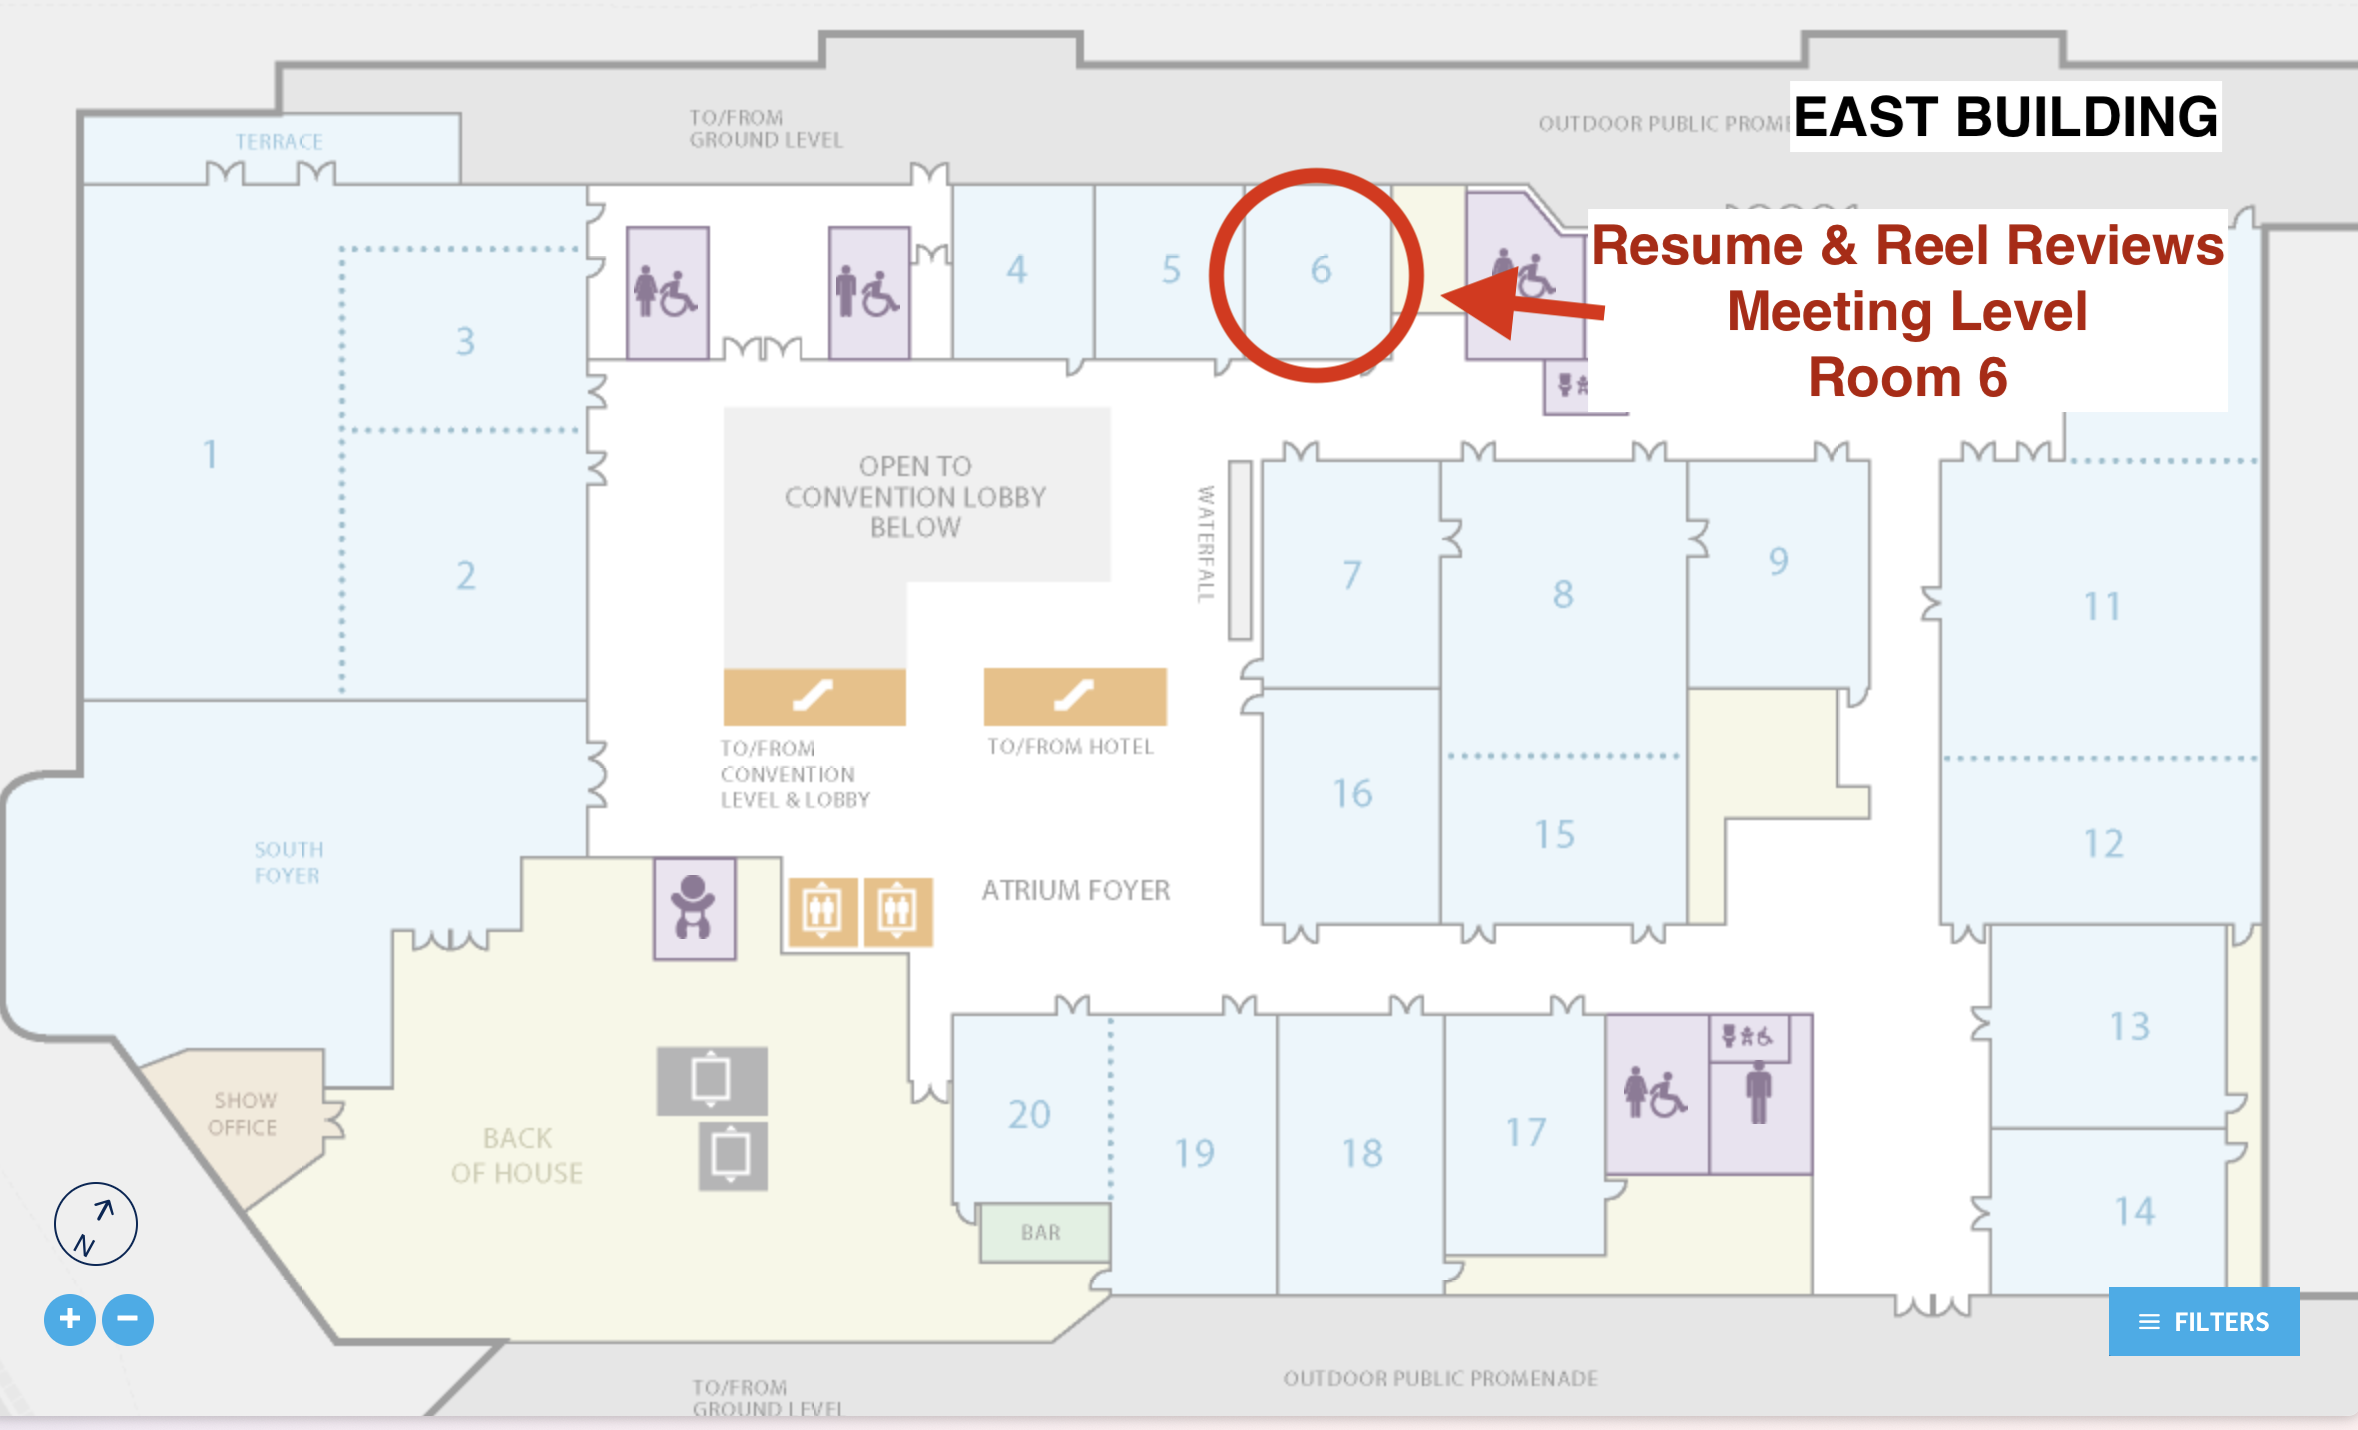 EAST BUILDING
TERRACE
TO/FROM
GROUND LEVEL
OUTDOOR PUBLIC
Resume & Reel Reviews
Meeting Level
Room 6
4
5
6
3
1
2
OPEN TO
CONVENTION LOBBY
BELOW
WATERFALL
7
8
9
11
TO/FROM
CONVENTION
LEVEL & LOBBY
TO/FROM HOTEL
16
15
12
SOUTH
FOYER
ATRIUM FOYER
13
SHOW
OFFICE
BACK
OF HOUSE
20
19
18
17
14
BAR
N
+
−
FILTERS
OUTDOOR PUBLIC PROMENADE
TO/FROM
GROUND LEVEL